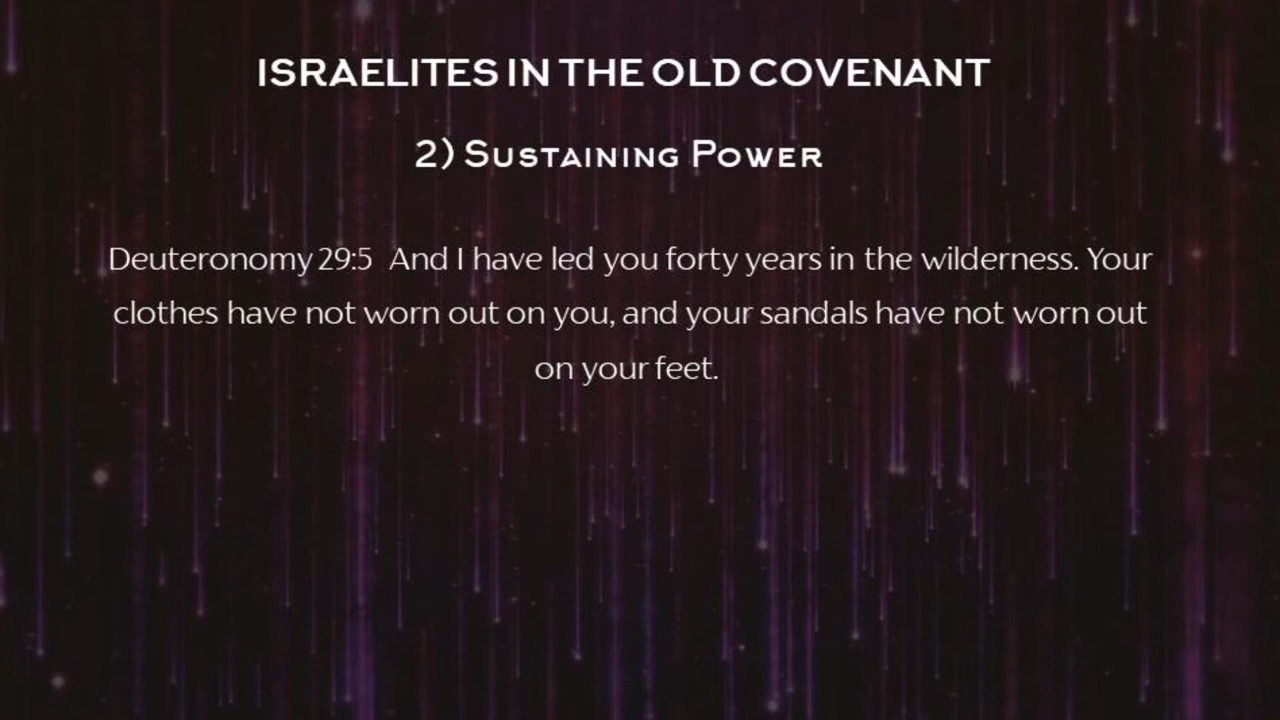 ISRAELITES IN THE OLD COVENANT
2) Sustaining Power
Deuteronomy 29:5  And I have led you forty years in the wilderness. Your
clothes have not worn out on you, and your sandals have not worn out
on your feet.